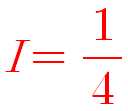 I = 1/4